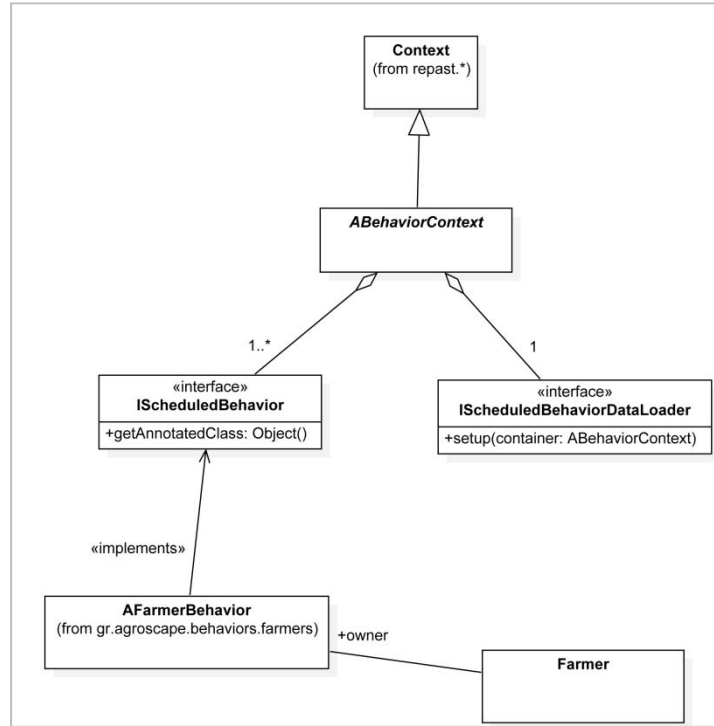 Context
(from repast.*)
ABehaviorContext
1..*
1
«interface»
IScheduledBehavior
+getAnnotatedClass: Object()
«interface»
IScheduledBehaviorDataLoader
+setup(container: ABehaviorContext)
«implements»
AFarmerBehavior
(from gr.agroscape.behaviors.farmers)
+owner
Farmer